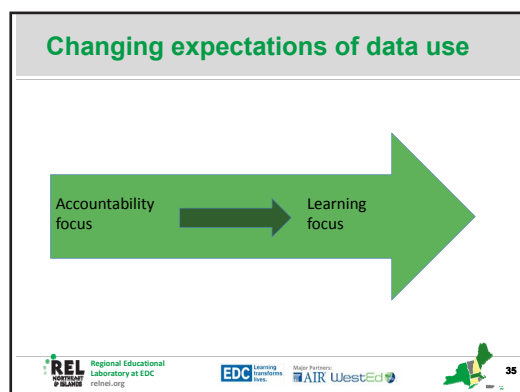 Changing expectations of data use
Accountability
focus
Learning
focus
REL
NORTHEAST
& ISLANDS
Regional Educational
Laboratory at EDC
relnei.org
EDC
Learning
transforms
lives.
Major Partners:
AIR WestEd
35